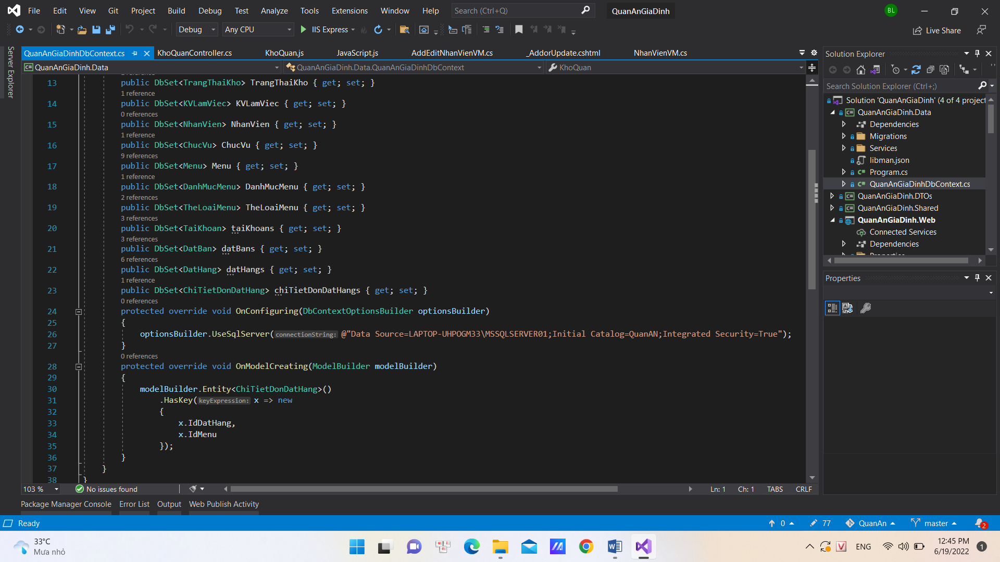 File Edit View Git Project Build Debug Test Analyze Tools Extensions Window Help Search (Ctrl+Q) QuanAnGiaDinh BL
Debug Any CPU IIS Express Live Share
Server Explorer
QuanAnGiaDinhDbContext.cs KhoQuanController.cs KhoQuan.js JavaScript.js AddEditNhanVienVM.cs _AddorUpdate.cshtml NhanVienVM.cs
QuanAnGiaDinh.Data QuanAnGiaDinh.Data.QuanAnGiaDinhDbContext KhoQuan
13 public DbSet<TrangThaiKho> TrangThaiKho { get; set; }
1 reference
14 public DbSet<KVLamViec> KVLamViec { get; set; }
0 references
15 public DbSet<NhanVien> NhanVien { get; set; }
1 reference
16 public DbSet<ChucVu> ChucVu { get; set; }
9 references
17 public DbSet<Menu> Menu { get; set; }
1 reference
18 public DbSet<DanhMucMenu> DanhMucMenu { get; set; }
2 references
19 public DbSet<TheLoaiMenu> TheLoaiMenu { get; set; }
3 references
20 public DbSet<TaiKhoan> taiKhoans { get; set; }
3 references
21 public DbSet<DatBan> datBans { get; set; }
6 references
22 public DbSet<DatHang> datHangs { get; set; }
1 reference
23 public DbSet<ChiTietDonDatHang> chiTietDonDatHangs { get; set; }
0 references
24 protected override void OnConfiguring(DbContextOptionsBuilder optionsBuilder)
25 {
26 optionsBuilder.UseSqlServer(connectionString: @"Data Source=LAPTOP-UHPOGM33\MSSQLSERVER01;Initial Catalog=QuanAN;Integrated Security=True");
27 }
0 references
28 protected override void OnModelCreating(ModelBuilder modelBuilder)
29 {
30 modelBuilder.Entity<ChiTietDonDatHang>()
31 .HasKey(keyExpression: x => new
32 {
33 x.IdDatHang,
34 x.IdMenu
35 });
36 }
37 }
38 }
103 % No issues found Ln: 1 Ch: 1 TABS CRLF
Solution Explorer
Search Solution Explorer (Ctrl+;)
Solution 'QuanAnGiaDinh' (4 of 4 project
QuanAnGiaDinh.Data
Dependencies
Migrations
Services
libman.json
Program.cs
QuanAnGiaDinhDbContext.cs
QuanAnGiaDinh.DTOs
QuanAnGiaDinh.Shared
QuanAnGiaDinh.Web
Connected Services
Dependencies
Properties
Properties
Package Manager Console Error List Output Web Publish Activity
Ready 0 77 QuanAn master 2
33°C
Mưa nhỏ
ENG
12:45 PM
6/19/2022
1